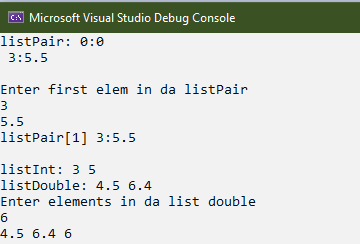 Microsoft Visual Studio Debug Console
listPair: 0:0
 3:5.5
Enter first elem in da listPair
3
5.5
listPair[1] 3:5.5
listInt: 3 5
listDouble: 4.5 6.4
Enter elements in da list double
6
4.5 6.4 6